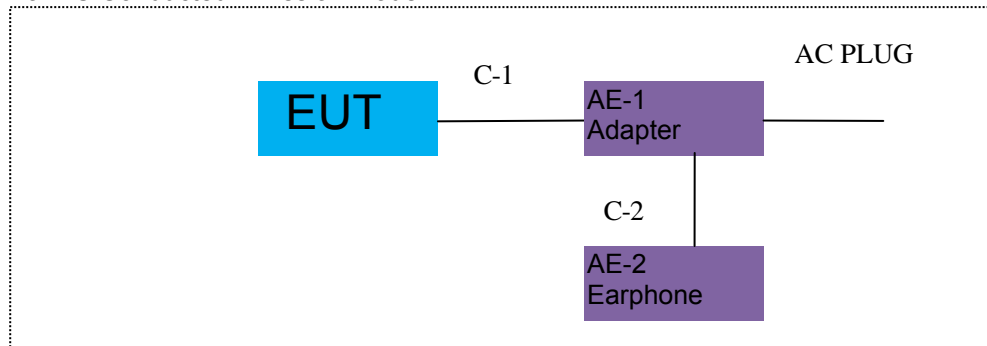 AC PLUG
C-1
EUT
AE-1
Adapter
C-2
AE-2
Earphone